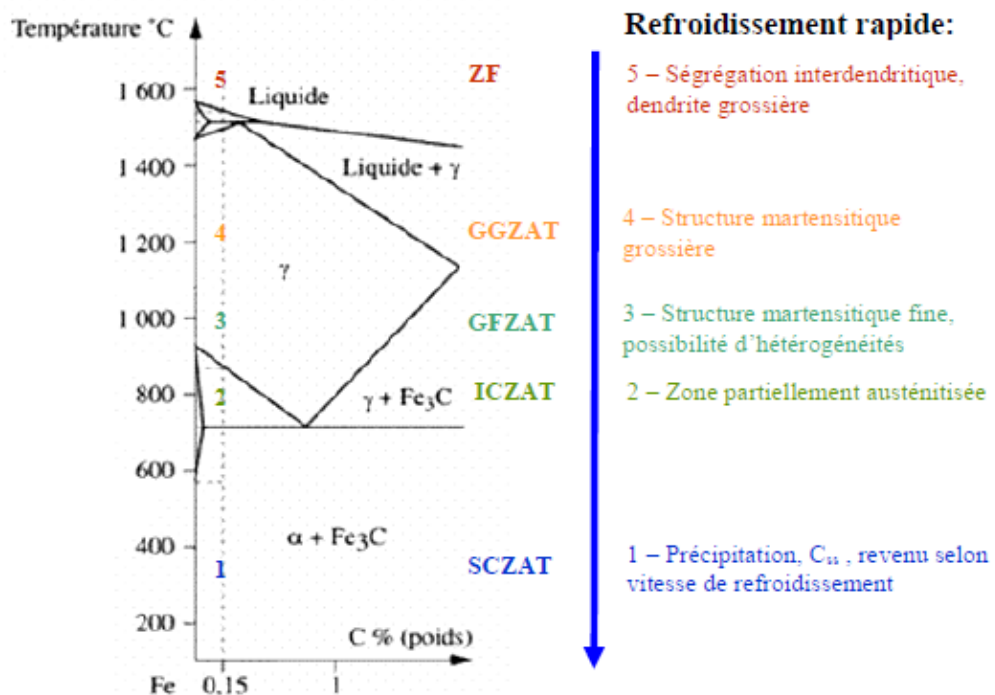 Température °C
Refroidissement rapide:
1 600
1 400
1 200
1 000
800
600
400
200
5
4
3
2
1
Liquide
Liquide + γ
γ
γ + Fe3C
α + Fe3C
C % (poids)
Fe
0,15
1
ZF
GGZAT
GFZAT
ICZAT
SCZAT
5 – Ségrégation interdendritique,
dendrite grossière
4 – Structure martensitique
grossière
3 – Structure martensitique fine,
possibilité d’hétérogénéités
2 – Zone partiellement austénitisée
1 – Précipitation, , revenu selon
vitesse de refroidissement